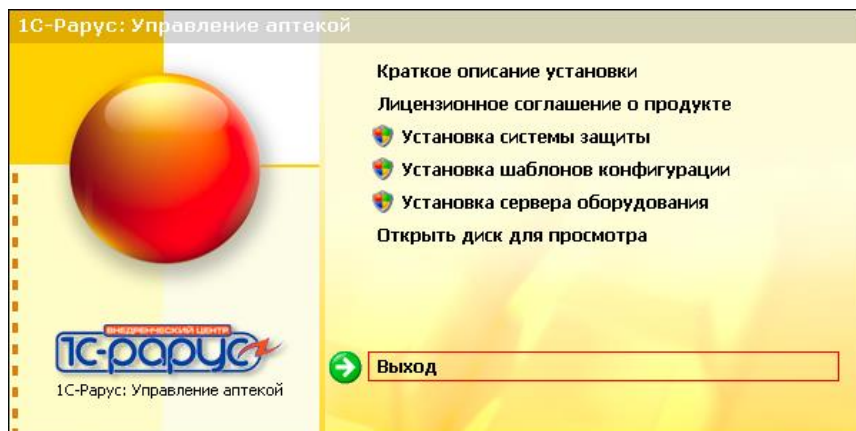 1С-Рарус: Управление аптекой
Краткое описание установки
Лицензионное соглашение о продукте
Установка системы защиты
Установка шаблонов конфигурации
Установка сервера оборудования
Открыть диск для просмотра
ВНЕДРЕНЧЕСКИЙ ЦЕНТР
1С-рарус
1С-Рарус: Управление аптекой
Выход